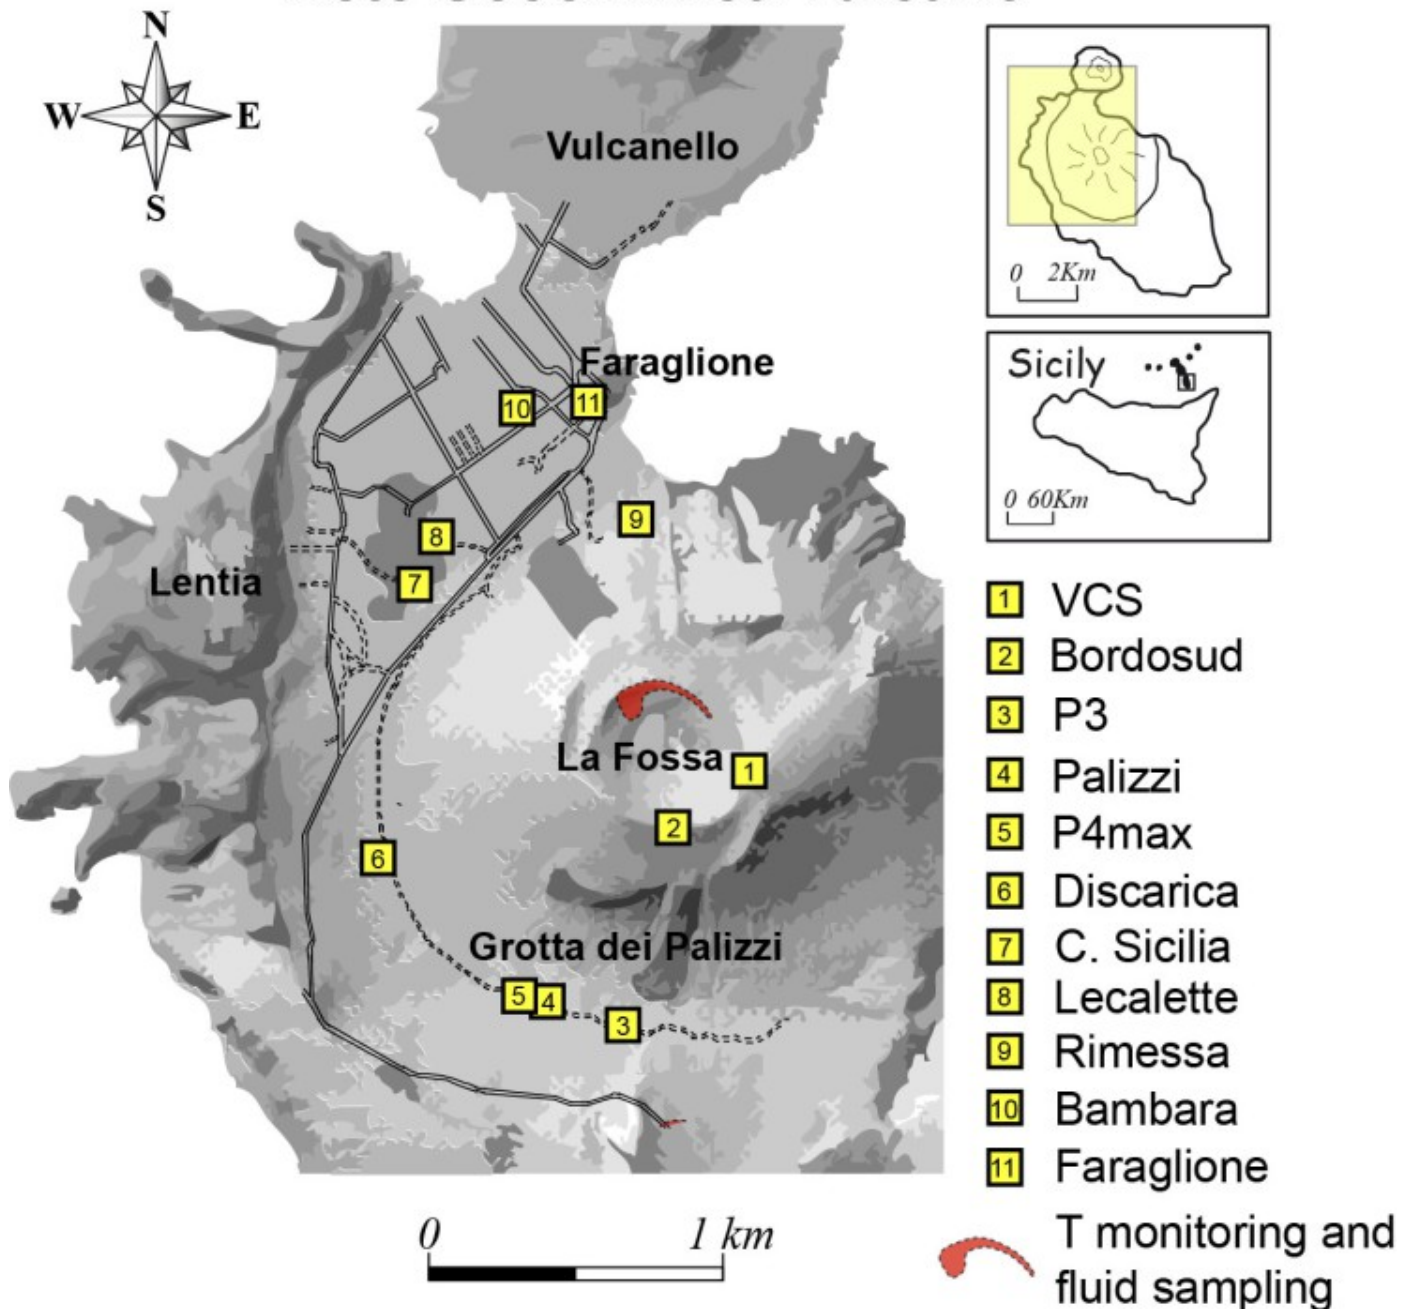 N
W E
S
Vulcanello
Faraglione
10
11
9
8
7
Lentia
La Fossa
1
2
6
Grotta dei Palizzi
5
4
3
0 1 km
0 2Km
Sicily
0 60Km
1 VCS
2 Bordosud
3 P3
4 Palizzi
5 P4max
6 Discarica
7 C. Sicilia
8 Lecalette
9 Rimessa
10 Bambara
11 Faraglione
T monitoring and
fluid sampling